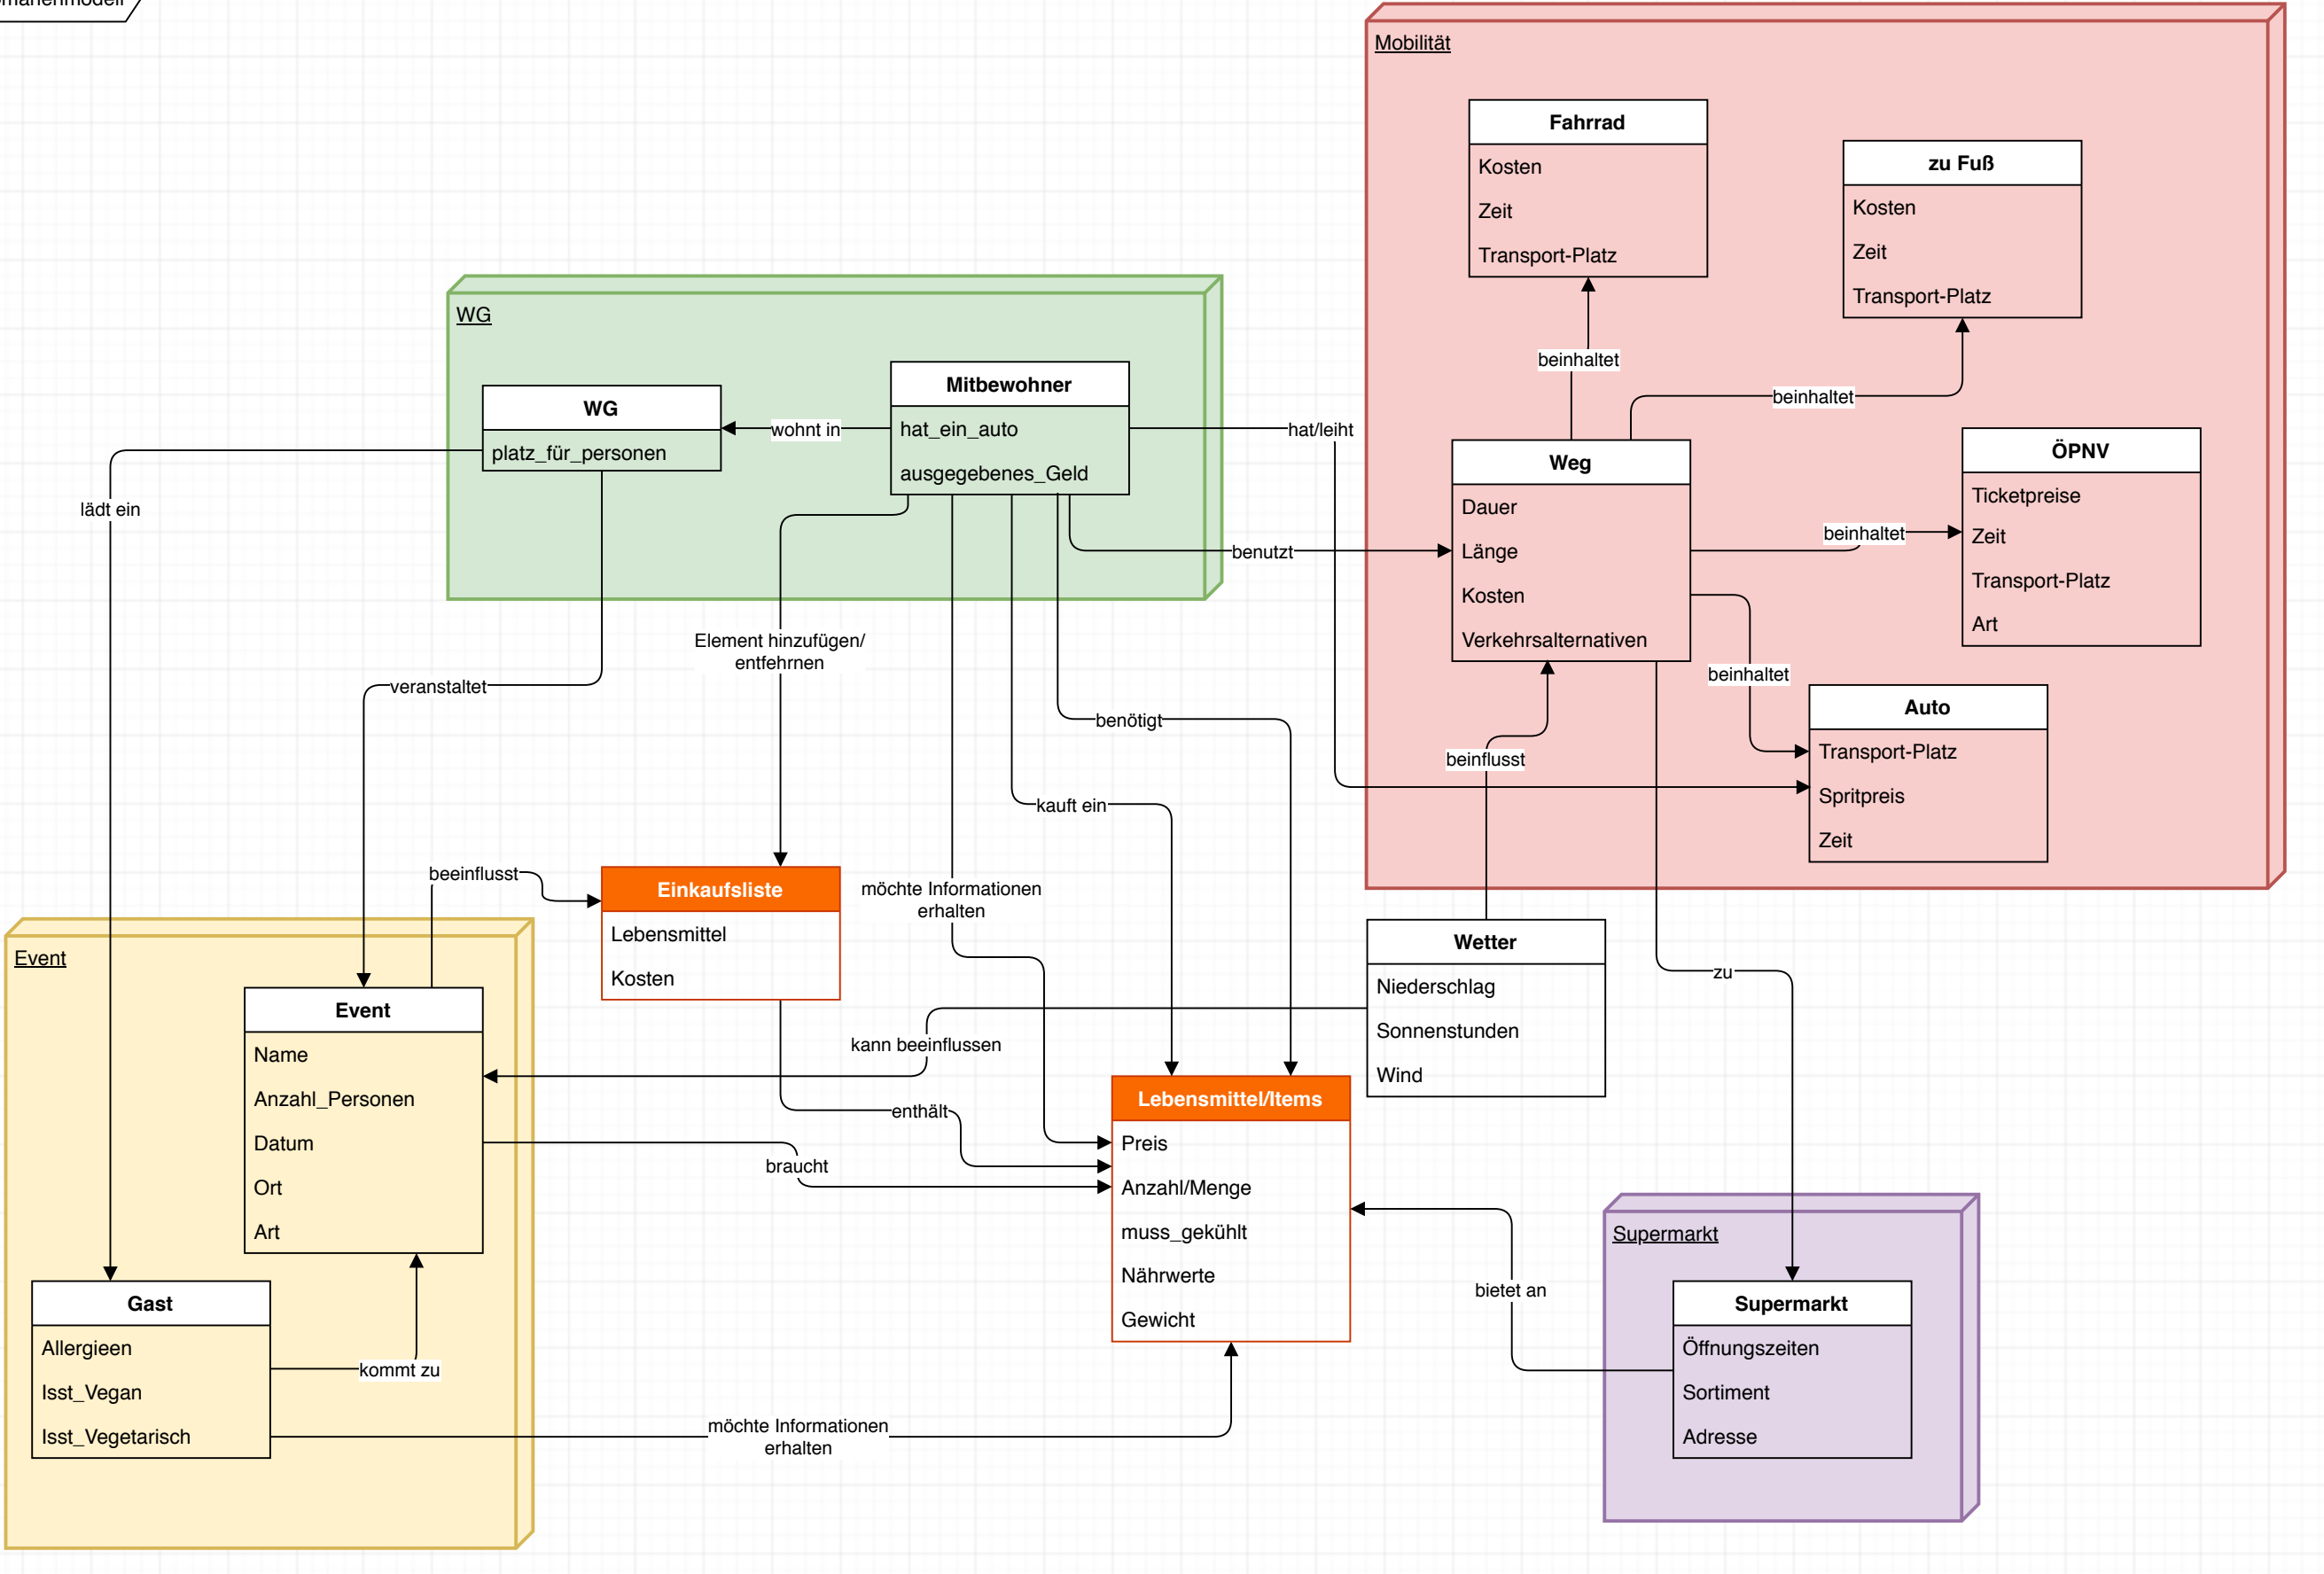 Mobilität
Fahrrad
Kosten
Zeit
Transport-Platz
zu Fuß
Kosten
Zeit
Transport-Platz
beinhaltet
beinhaltet
WG
WG
platz_für_personen
Mitbewohner
hat_ein_auto
ausgegebenes_Geld
wohnt in
hat/leiht
Weg
Dauer
Länge
Kosten
Verkehrsalternativen
ÖPNV
Ticketpreise
Zeit
Transport-Platz
Art
beinhaltet
lädt ein
benutzt
Element hinzufügen/
entfehrnen
veranstaltet
benötigt
beinhaltet
Auto
Transport-Platz
Spritpreis
Zeit
beinflusst
kauft ein
beeinflusst
Einkaufsliste
Lebensmittel
Kosten
möchte Informationen
erhalten
Wetter
Niederschlag
Sonnenstunden
Wind
zu
Event
Event
Name
Anzahl_Personen
Datum
Ort
Art
kann beeinflussen
enthält
braucht
Lebensmittel/Items
Preis
Anzahl/Menge
muss_gekühlt
Nährwerte
Gewicht
Supermarkt
bietet an
Supermarkt
Öffnungszeiten
Sortiment
Adresse
Gast
Allergieen
Isst_Vegan
Isst_Vegetarisch
kommt zu
möchte Informationen
erhalten